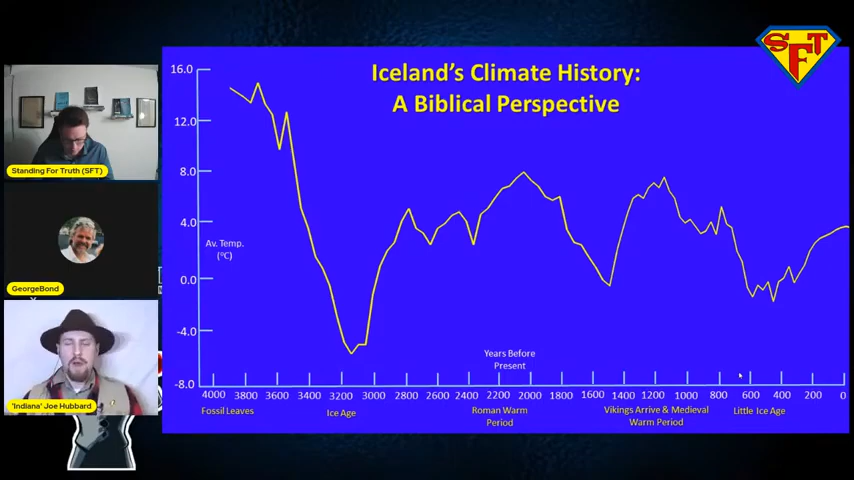 SFT
Iceland's Climate History:
A Biblical Perspective
16.0
12.0
8.0
4.0
Av. Temp.
(°C)
0.0
-4.0
-8.0
Years Before
Present
4000 3800 3600 3400 3200 3000 2800 2600 2400 2200 2000 1800 1600 1400 1200 1000 800 600 400 200 0
Fossil Leaves
Ice Age
Roman Warm
Period
Vikings Arrive & Medieval
Warm Period
Little Ice Age
Standing For Truth (SFT)
GeorgeBond
'Indiana' Joe Hubbard